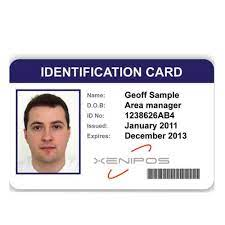 IDENTIFICATION CARD
Name: Geoff Sample
D.O.B: Area manager
ID No: 1238626AB4
Issued: January 2011
Expires: December 2013
XENIPOS